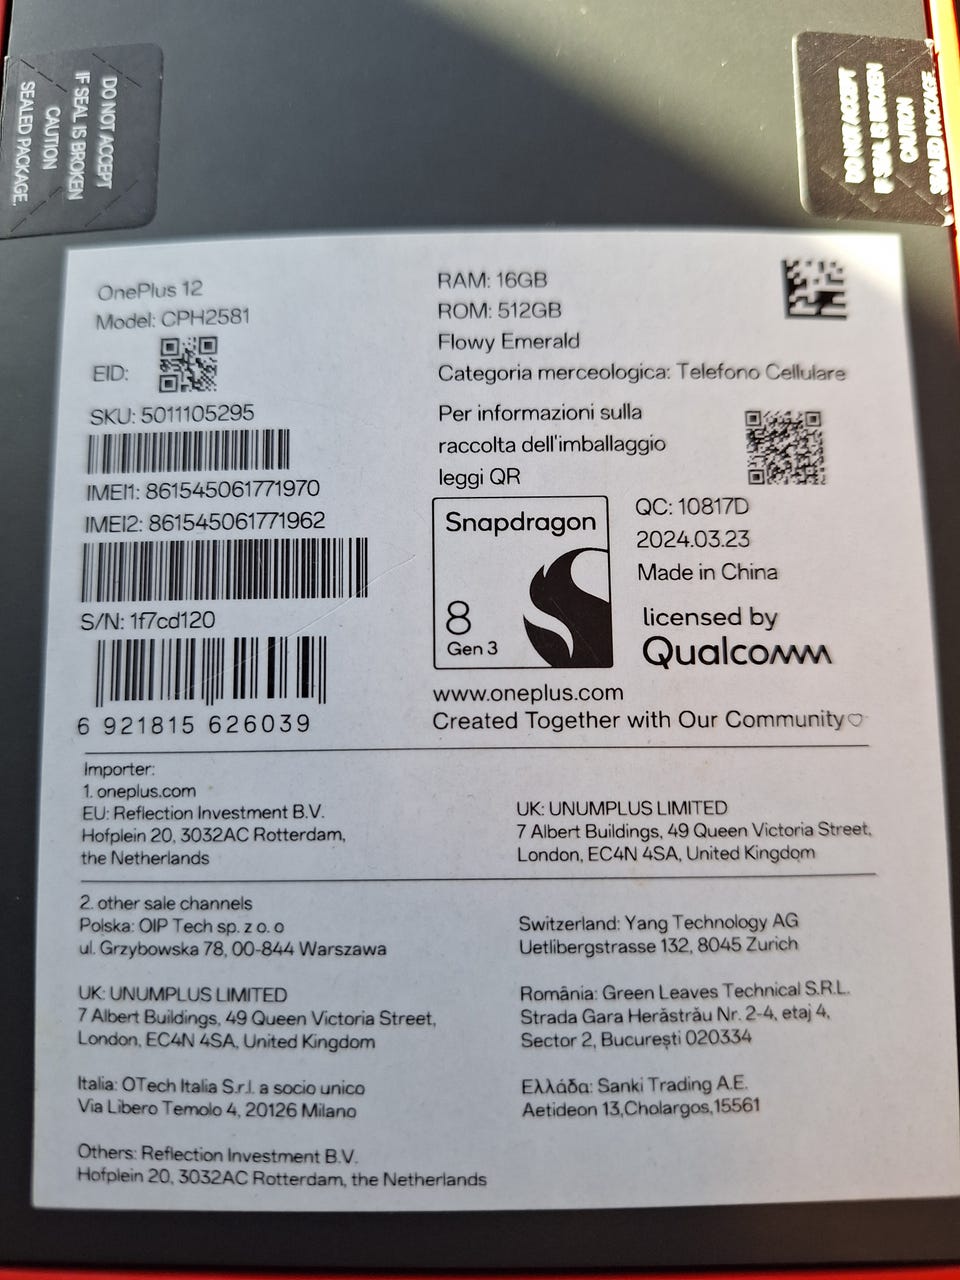 DO NOT ACCEPT
IF SEAL IS BROKEN
CAUTION
SEALED PACKAGE.
DO NOT ACCEPT
IF SEAL IS BROKEN
CAUTION
SEALED PACKAGE.
OnePlus 12
Model: CPH2581
EID:
SKU: 5011105295
IMEI1: 861545061771970
IMEI2: 861545061771962
S/N: 1f7cd120
6 921815 626039
RAM: 16GB
ROM: 512GB
Flowy Emerald
Categoria merceologica: Telefono Cellulare
Per informazioni sulla
raccolta dell'imballaggio
leggi QR
Snapdragon
8
Gen 3
QC: 10817D
2024.03.23
Made in China
licensed by
Qualcomm
www.oneplus.com
Created Together with Our Community♡
Importer:
1. oneplus.com
EU: Reflection Investment B.V.
Hofplein 20, 3032AC Rotterdam,
the Netherlands
UK: UNUMPLUS LIMITED
7 Albert Buildings, 49 Queen Victoria Street,
London, EC4N 4SA, United Kingdom
2. other sale channels
Polska: OIP Tech sp. z o. o
ul. Grzybowska 78, 00-844 Warszawa
Switzerland: Yang Technology AG
Uetlibergstrasse 132, 8045 Zurich
UK: UNUMPLUS LIMITED
7 Albert Buildings, 49 Queen Victoria Street,
London, EC4N 4SA, United Kingdom
România: Green Leaves Technical S.R.L.
Strada Gara Herăstrău Nr. 2-4, etaj 4,
Sector 2, București 020334
Italia: OTech Italia S.r.l. a socio unico
Via Libero Temolo 4, 20126 Milano
Ελλάδα: Sanki Trading A.E.
Aetideon 13,Cholargos,15561
Others: Reflection Investment B.V.
Hofplein 20, 3032AC Rotterdam, the Netherlands